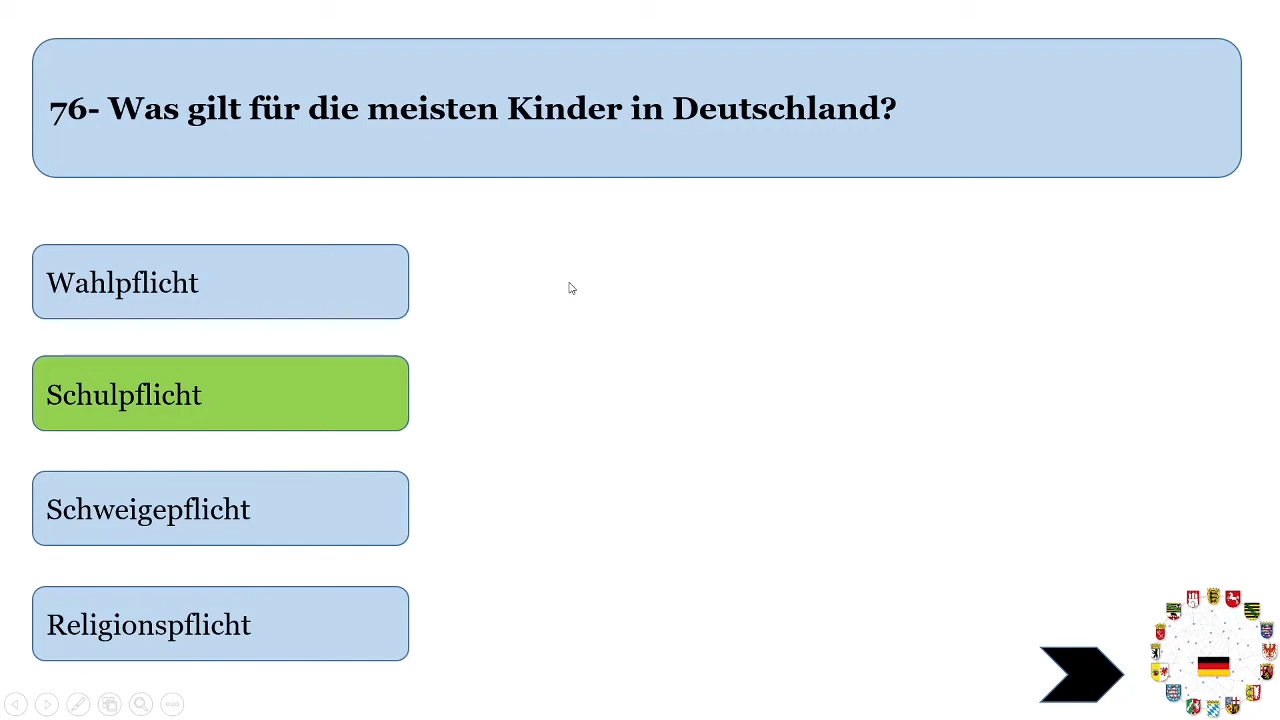 76- Was gilt für die meisten Kinder in Deutschland?
Wahlpflicht
Schulpflicht
Schweigepflicht
Religionspflicht